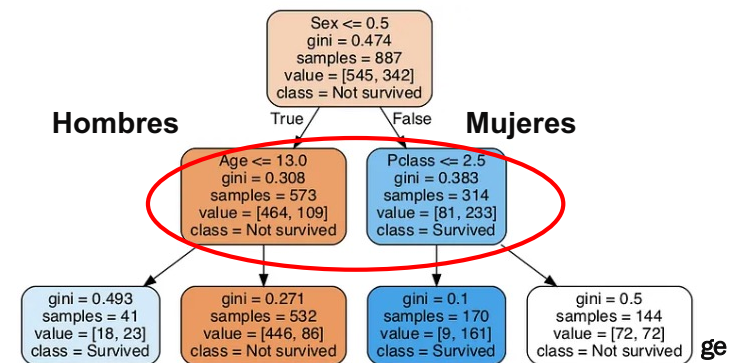 Sex <= 0.5
gini = 0.474
samples = 887
value = [545, 342]
class = Not survived
Hombres
True
False
Mujeres
Age <= 13.0
gini = 0.308
samples = 573
value = [464, 109]
class = Not survived
Pclass <= 2.5
gini = 0.383
samples = 314
value = [81, 233]
class = Survived
gini = 0.493
samples = 41
value = [18, 23]
class = Survived
gini = 0.271
samples = 532
value = [446, 86]
class = Not survived
gini = 0.1
samples = 170
value = [9, 161]
class = Survived
gini = 0.5
samples = 144
value = [72, 72]
class = Not survived
ge